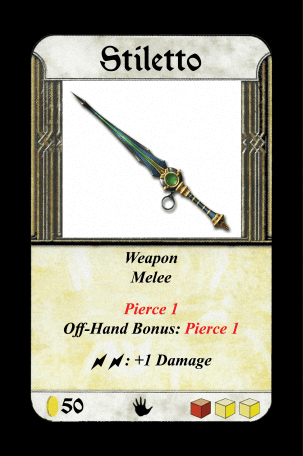 Stiletto
Weapon
Melee
Pierce 1
Off-Hand Bonus: Pierce 1
: +1 Damage
50